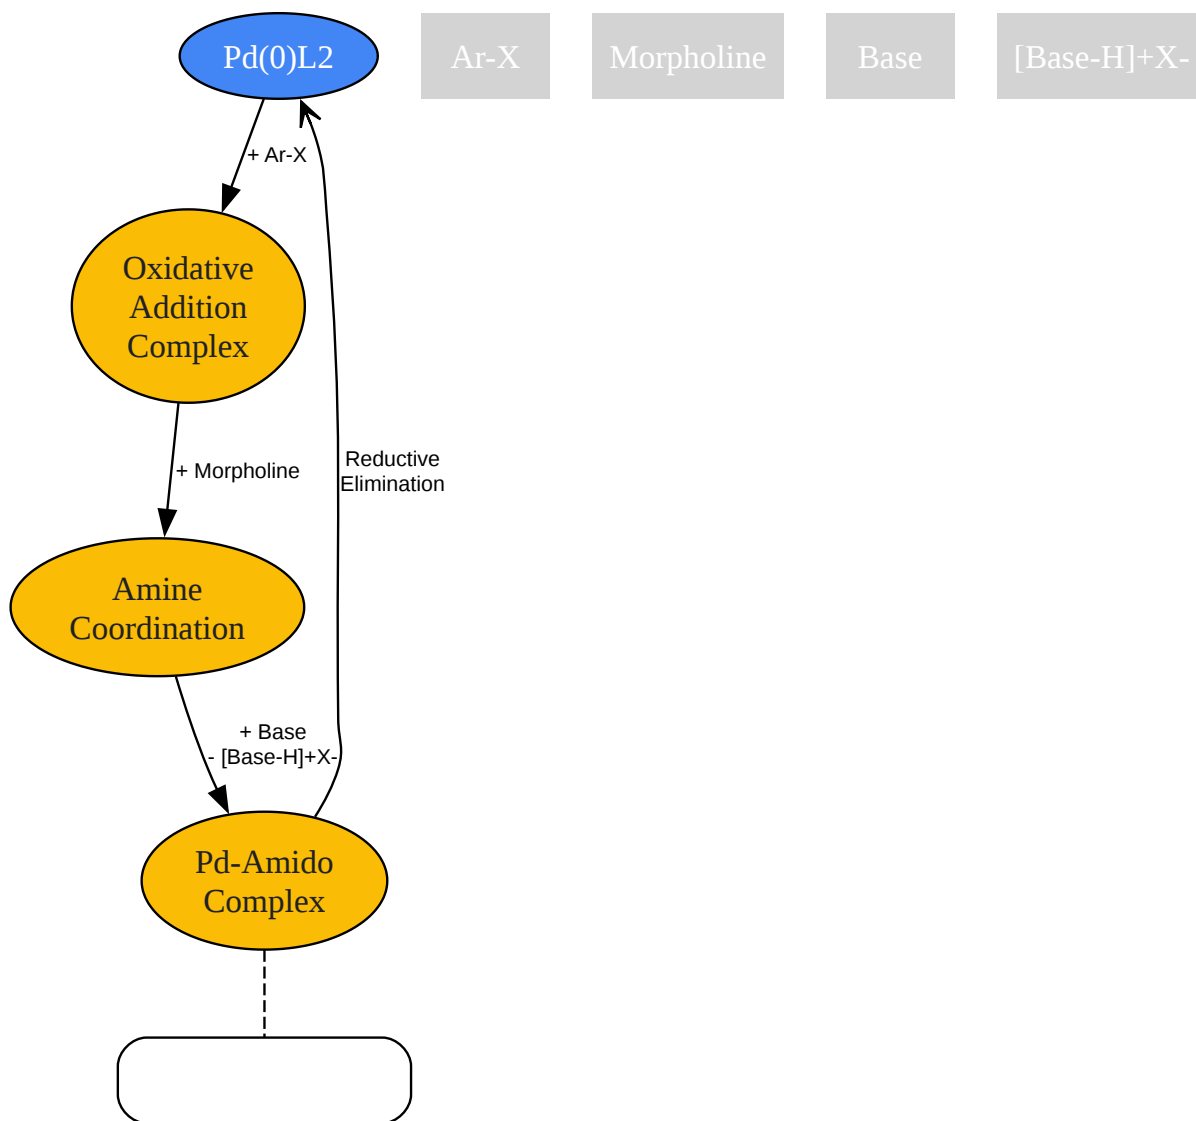 Pd(0)L2
Ar-X
Morpholine
Base
[Base-H]+X-
+ Ar-X
Oxidative
Addition
Complex
+ Morpholine
Reductive
Elimination
Amine
Coordination
+ Base
- [Base-H]+X-
Pd-Amido
Complex